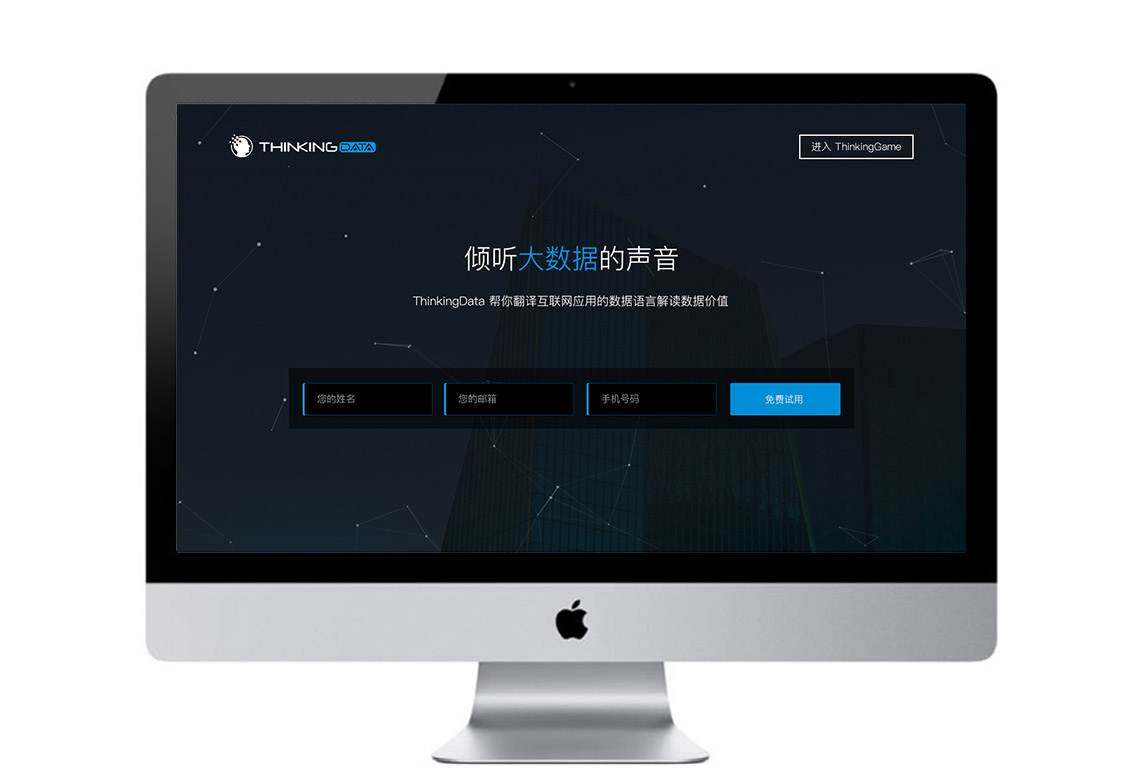 THINKINGDATA
进入 ThinkingGame
倾听大数据的声音
ThinkingData 帮你翻译互联网应用的数据语言解读数据价值
您的姓名
您的邮箱
手机号码
免费试用